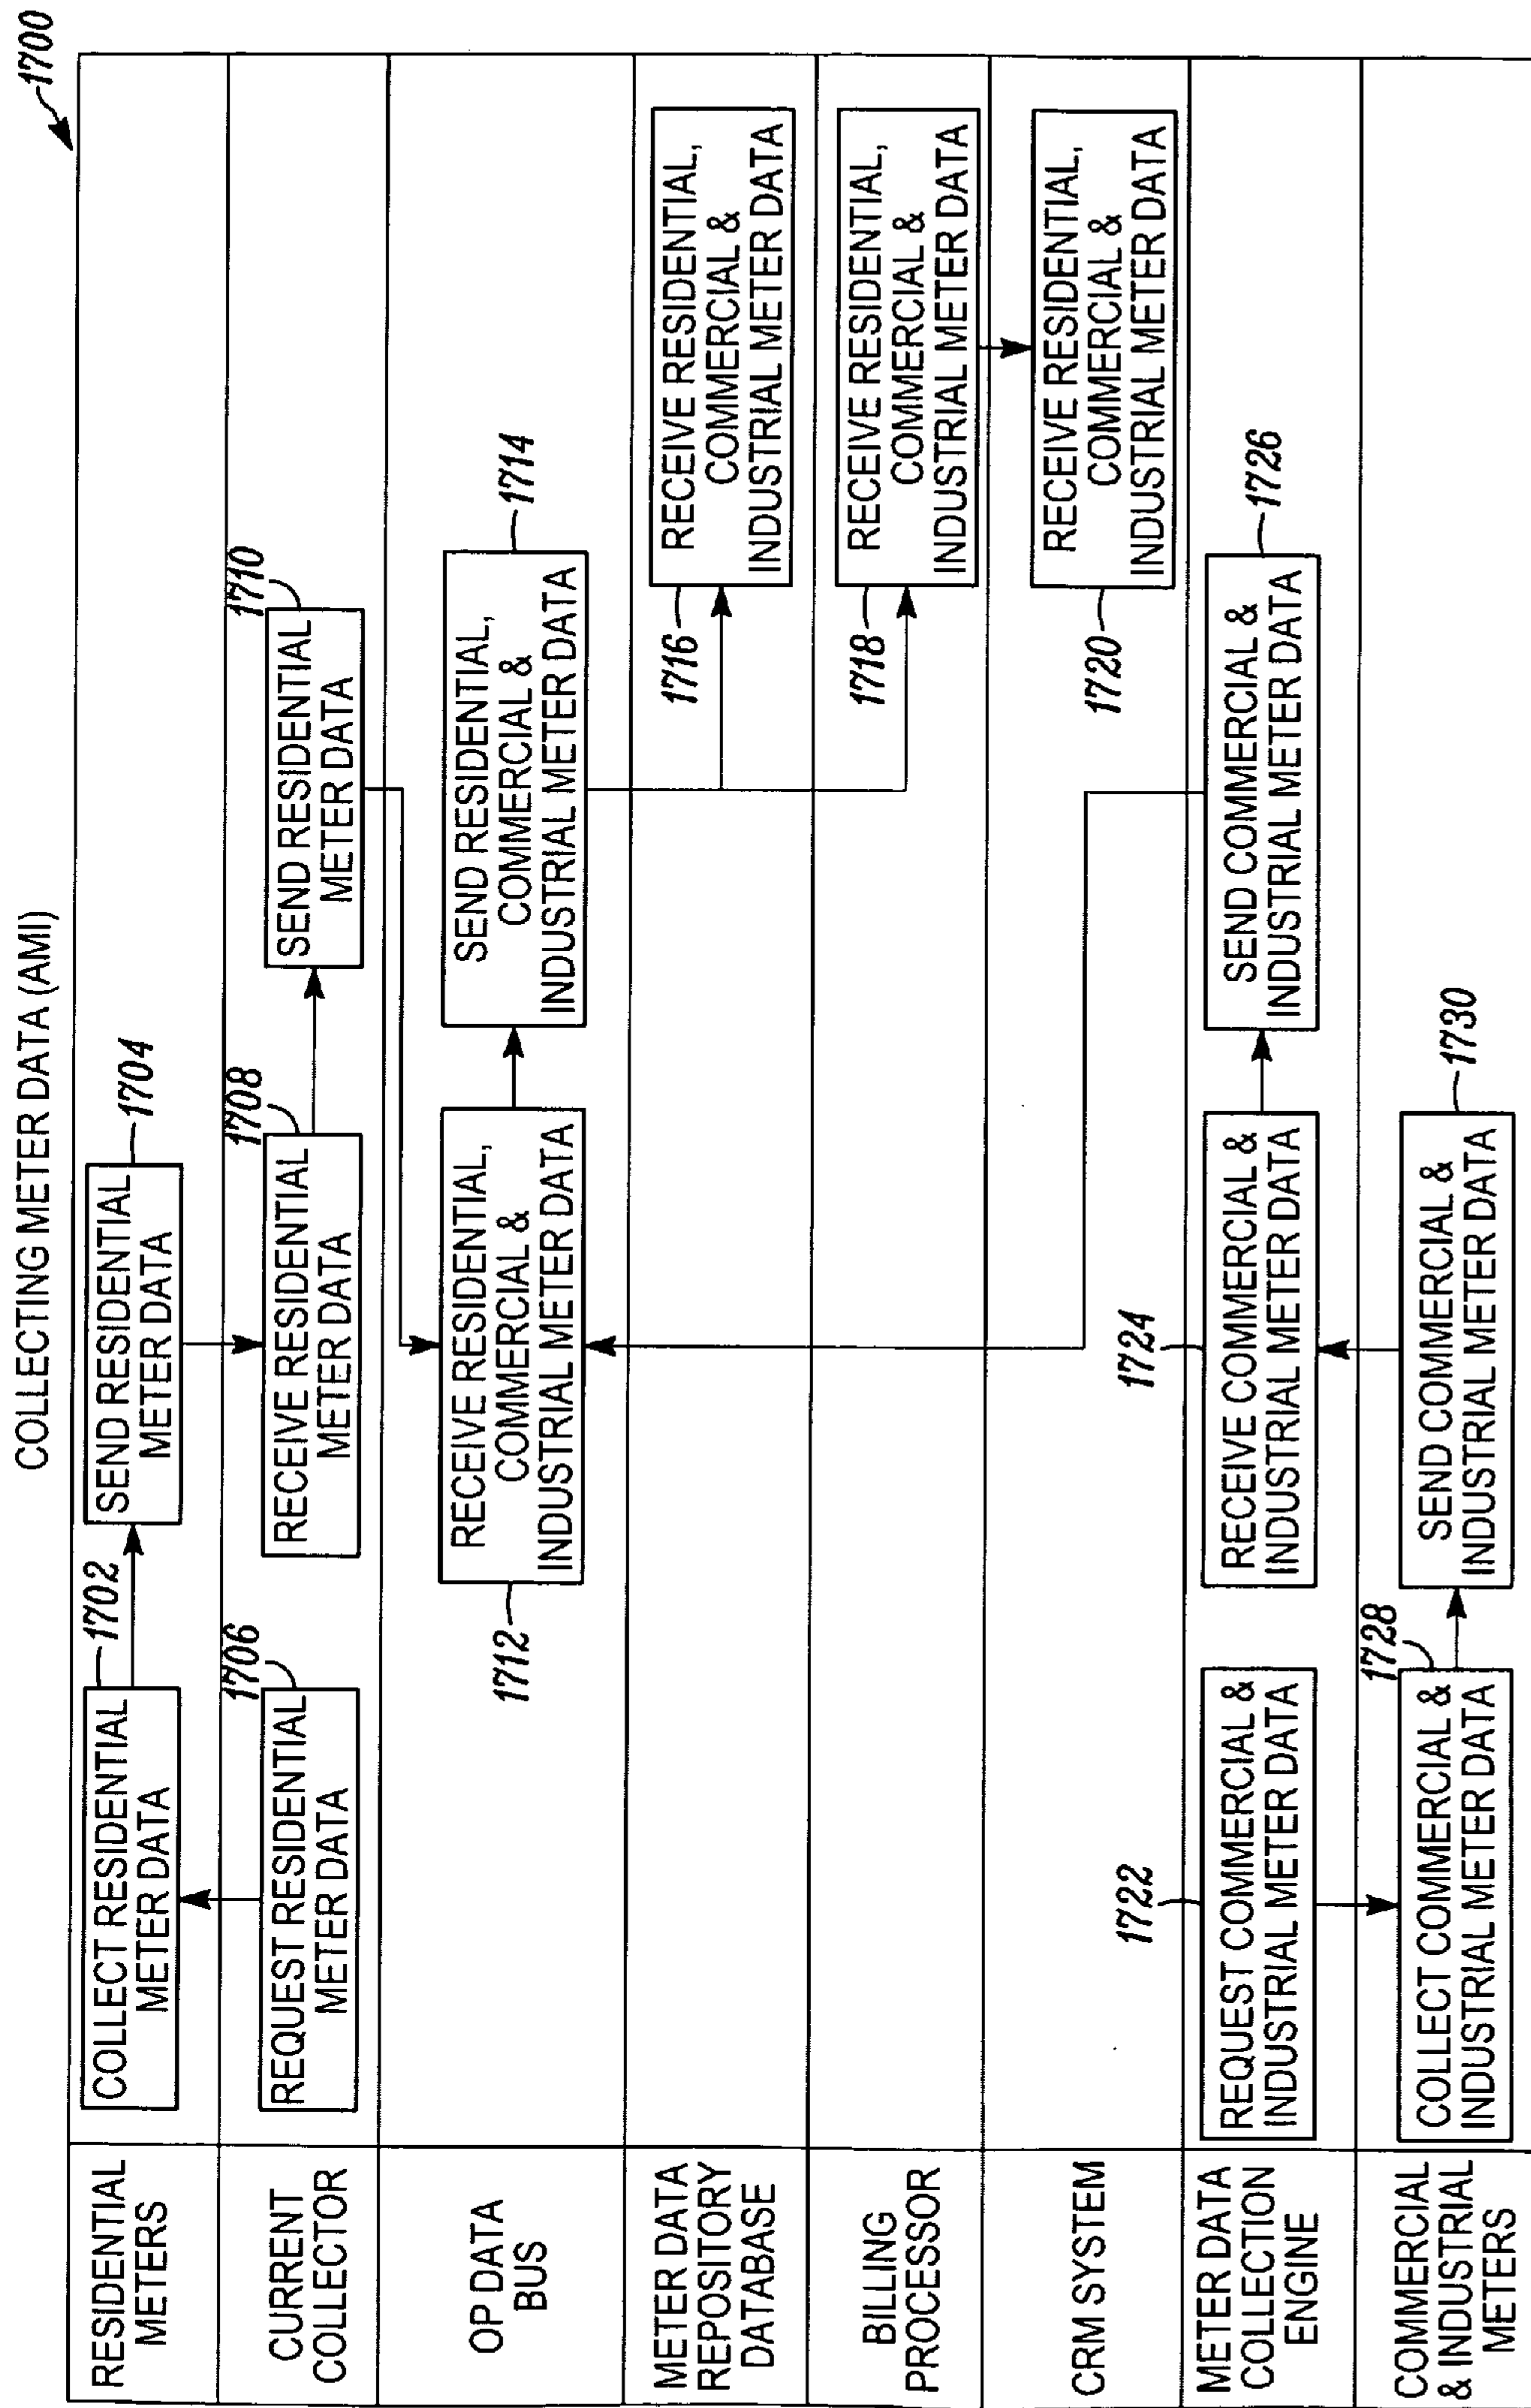 COLLECTING METER DATA (AMI)
1700
RESIDENTIAL
METERS
COLLECT RESIDENTIAL
METER DATA
1702
SEND RESIDENTIAL
METER DATA
1704
CURRENT
COLLECTOR
REQUEST RESIDENTIAL
METER DATA
1706
RECEIVE RESIDENTIAL
METER DATA
1708
SEND RESIDENTIAL
METER DATA
1710
OP DATA
BUS
1712
RECEIVE RESIDENTIAL,
COMMERCIAL &
INDUSTRIAL METER DATA
SEND RESIDENTIAL,
COMMERCIAL &
INDUSTRIAL METER DATA
1714
METER DATA
REPOSITORY
DATABASE
1716
RECEIVE RESIDENTIAL,
COMMERCIAL &
INDUSTRIAL METER DATA
BILLING
PROCESSOR
1718
RECEIVE RESIDENTIAL,
COMMERCIAL &
INDUSTRIAL METER DATA
CRM SYSTEM
1720
RECEIVE RESIDENTIAL,
COMMERCIAL &
INDUSTRIAL METER DATA
METER DATA
COLLECTION
ENGINE
1722
REQUEST COMMERCIAL &
INDUSTRIAL METER DATA
1724
RECEIVE COMMERCIAL &
INDUSTRIAL METER DATA
SEND COMMERCIAL &
INDUSTRIAL METER DATA
1726
COMMERCIAL
& INDUSTRIAL
METERS
COLLECT COMMERCIAL &
INDUSTRIAL METER DATA
1728
SEND COMMERCIAL &
INDUSTRIAL METER DATA
1730